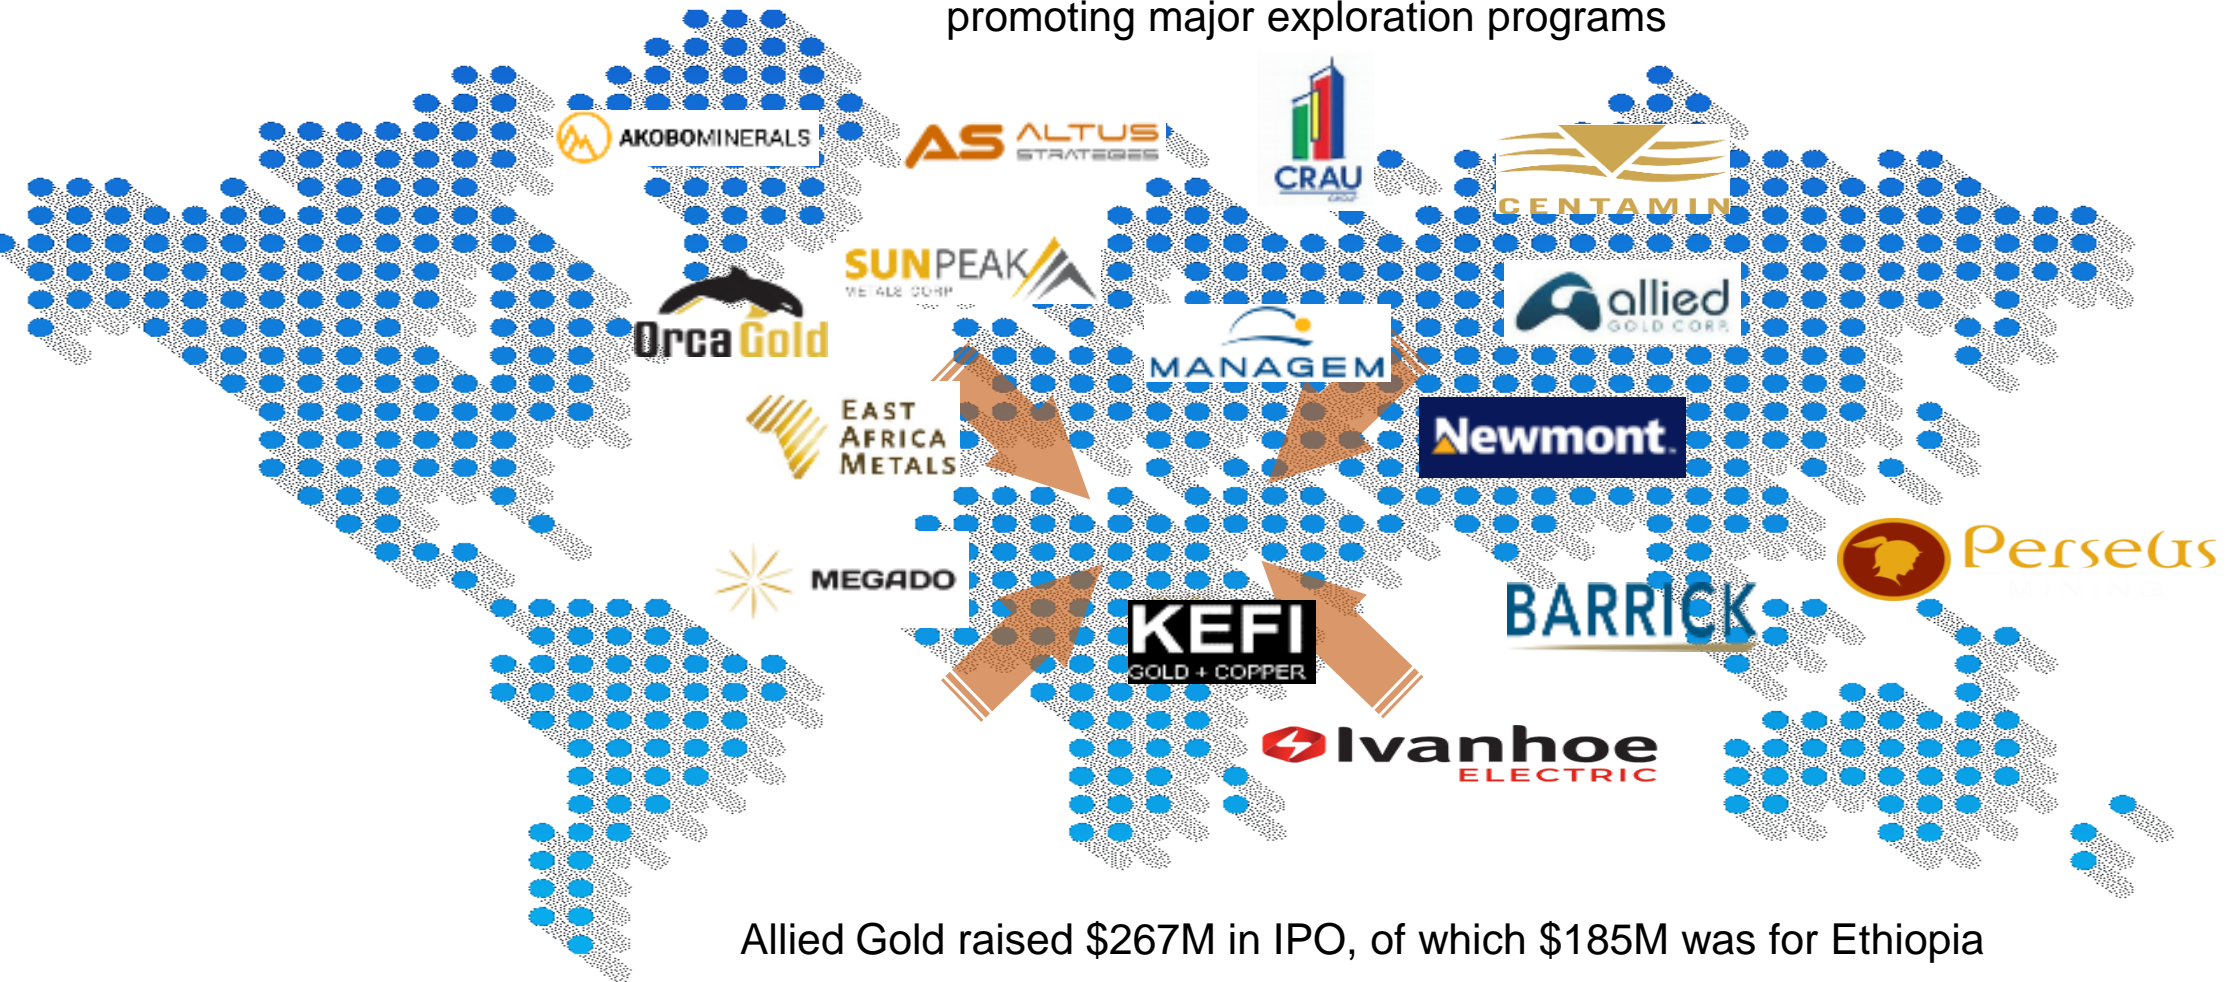 promoting major exploration programs
CRAU
GROUP
AKOBOMINERALS
AS ALTUS
STRATEGIES
CENTAMIN
SUNPEAK
METALS CORP
allied
GOLD CORP.
Orca Gold
MANAGEM
EAST
AFRICA
METALS
Newmont
Perseus
MINING
MEGADO
BARRICK
KEFI
GOLD + COPPER
Ivanhoe
ELECTRIC
Allied Gold raised $267M in IPO, of which $185M was for Ethiopia